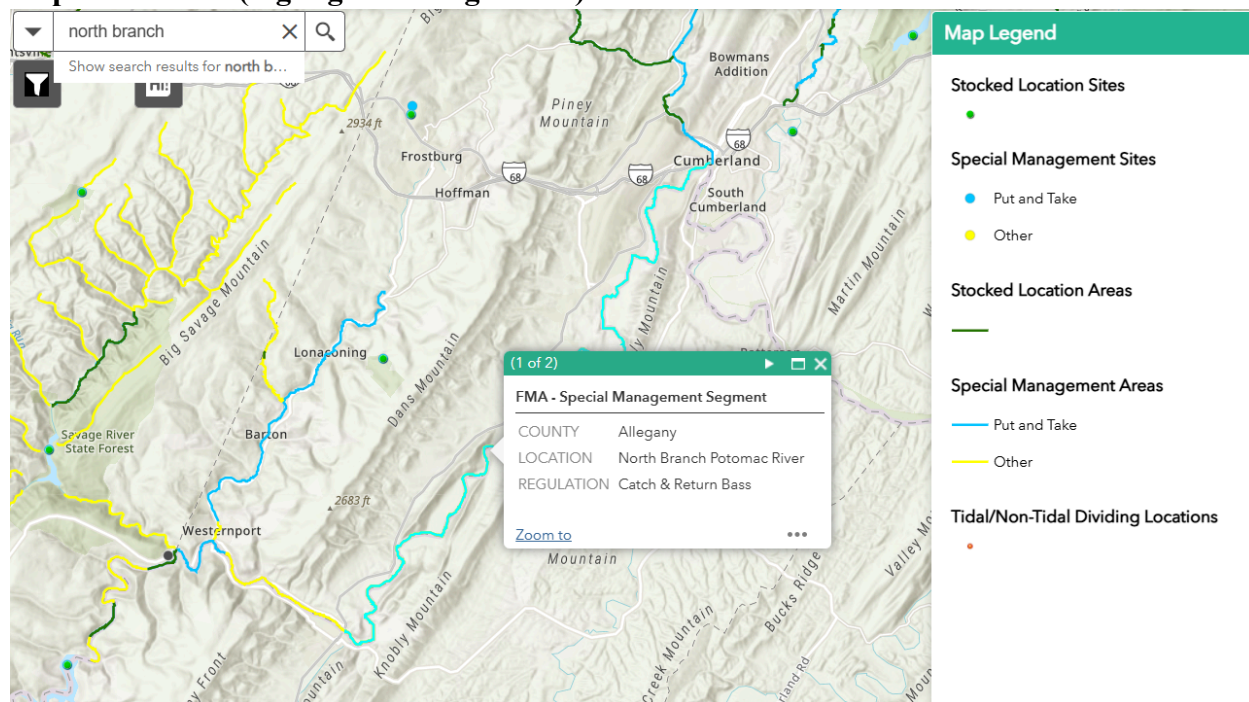 north branch
Show search results for north b...
HI!
2934 ft
Piney
Mountain
Bowmans
Addition
68
Frostburg
68
68
Cumberland
Hoffman
South
Cumberland
Martin Mountain
Big Savage Mountain
Lonaconing
Dans Mountain
Savage River
State Forest
Barton
2683 ft
Westernport
Knobly Mountain
Mountain
Bucks Ridge
Creek Mountain
(1 of 2)
FMA - Special Management Segment
COUNTY Allegany
LOCATION North Branch Potomac River
REGULATION Catch & Return Bass
Zoom to
Map Legend
Stocked Location Sites
Special Management Sites
Put and Take
Other
Stocked Location Areas
Special Management Areas
Put and Take
Other
Tidal/Non-Tidal Dividing Locations